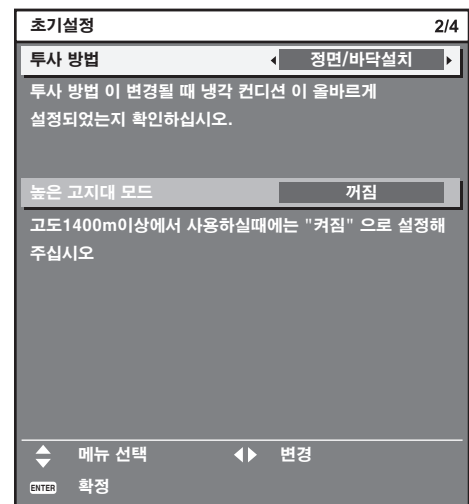 초기설정 2/4
투사 방법 정면/바닥설치
투사 방법 이 변경될 때 냉각 컨디션 이 올바르게
설정되었는지 확인하십시오.
높은 고지대 모드 꺼짐
고도1400m이상에서 사용하실때에는 "켜짐" 으로 설정해
주십시오
메뉴 선택 변경
ENTER 확정